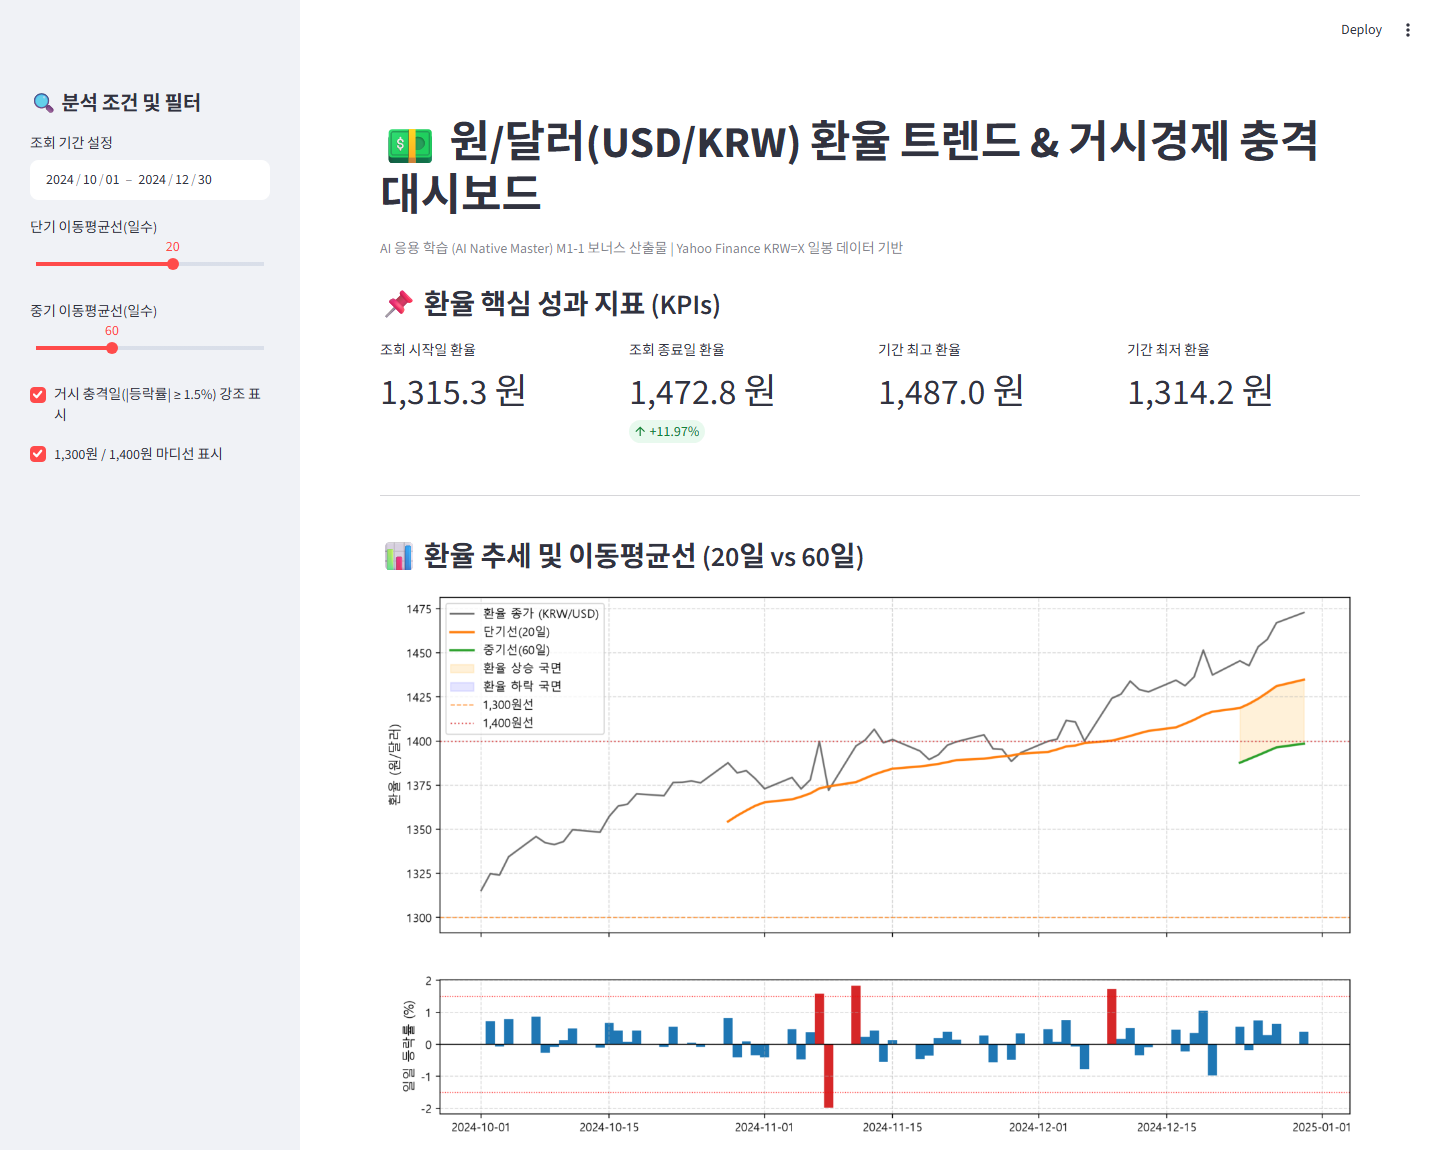 Deploy
분석 조건 및 필터
조회 기간 설정
2024 / 10 / 01 – 2024 / 12 / 30
단기 이동평균선(일수)
20
중기 이동평균선(일수)
60
거시 충격일(|등락률| ≥ 1.5%) 강조 표
시
1,300원 / 1,400원 마디선 표시
원/달러(USD/KRW) 환율 트렌드 & 거시경제 충격
대시보드
AI 응용 학습 (AI Native Master) M1-1 보너스 산출물 | Yahoo Finance KRW=X 일봉 데이터 기반
환율 핵심 성과 지표 (KPIs)
조회 시작일 환율
1,315.3 원
조회 종료일 환율
1,472.8 원
↑ +11.97%
기간 최고 환율
1,487.0 원
기간 최저 환율
1,314.2 원
환율 추세 및 이동평균선 (20일 vs 60일)
환율 종가 (KRW/USD)
단기선(20일)
중기선(60일)
환율 상승 국면
환율 하락 국면
1,300원선
1,400원선
환율 (원/달러)
1475
1450
1425
1400
1375
1350
1325
1300
일일 등락률 (%)
2
1
0
-1
-2
2024-10-01
2024-10-15
2024-11-01
2024-11-15
2024-12-01
2024-12-15
2025-01-01